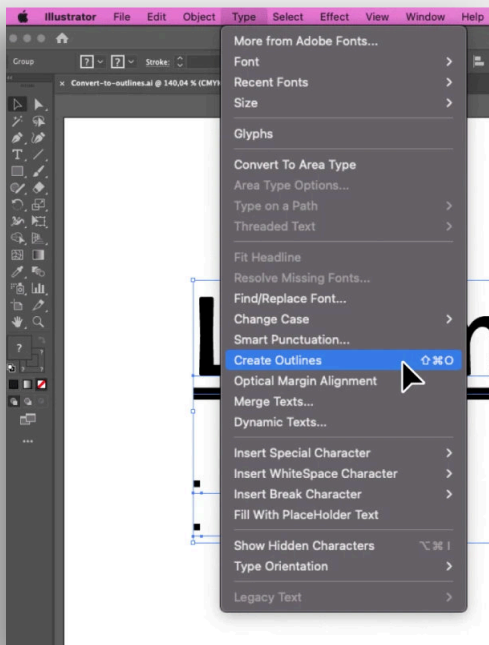 Illustrator File Edit Object Type Select Effect View Window Help
Group ? ? Stroke:
× Convert-to-outlines.ai @ 140,04 % (CMY
More from Adobe Fonts...
Font
Recent Fonts
Size
Glyphs
Convert To Area Type
Area Type Options...
Type on a Path
Threaded Text
Fit Headline
Resolve Missing Fonts...
Find/Replace Font...
Change Case
Smart Punctuation...
Create Outlines ⇧⌘O
Optical Margin Alignment
Merge Texts...
Dynamic Texts...
Insert Special Character
Insert WhiteSpace Character
Insert Break Character
Fill With PlaceHolder Text
Show Hidden Characters ⌥⌘I
Type Orientation
Legacy Text